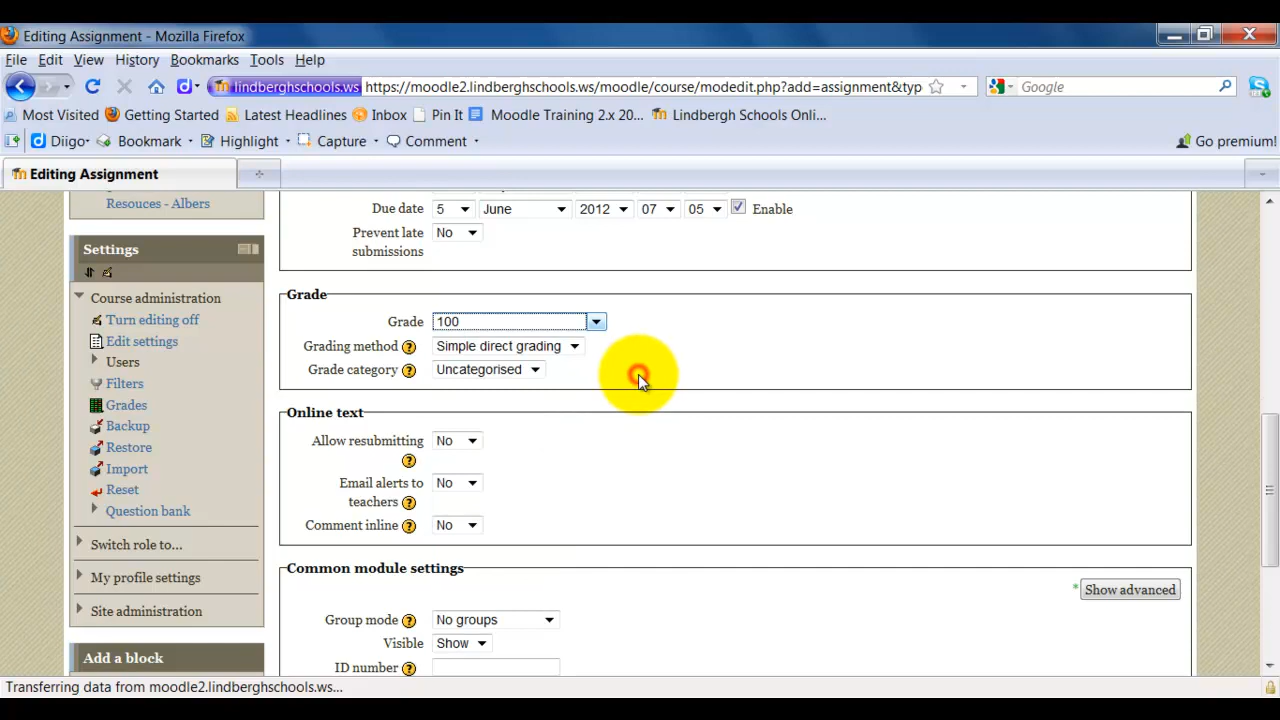 Editing Assignment - Mozilla Firefox
File Edit View History Bookmarks Tools Help
lindberghschools.ws https://moodle2.lindberghschools.ws/moodle/course/modedit.php?add=assignment&typ Google
Most Visited Getting Started Latest Headlines Inbox Pin It Moodle Training 2.x 20... Lindbergh Schools Onli...
Diigo Bookmark Highlight Capture Comment Go premium!
Editing Assignment
Resouces - Albers
Due date 5 June 2012 07 05 Enable
Prevent late submissions No
Settings
Course administration
Turn editing off
Edit settings
Users
Filters
Grades
Backup
Restore
Import
Reset
Question bank
Switch role to...
My profile settings
Site administration
Add a block
Grade
Grade 100
Grading method Simple direct grading
Grade category Uncategorised
Online text
Allow resubmitting No
Email alerts to teachers No
Comment inline No
Common module settings
* Show advanced
Group mode No groups
Visible Show
ID number
Transferring data from moodle2.lindberghschools.ws...